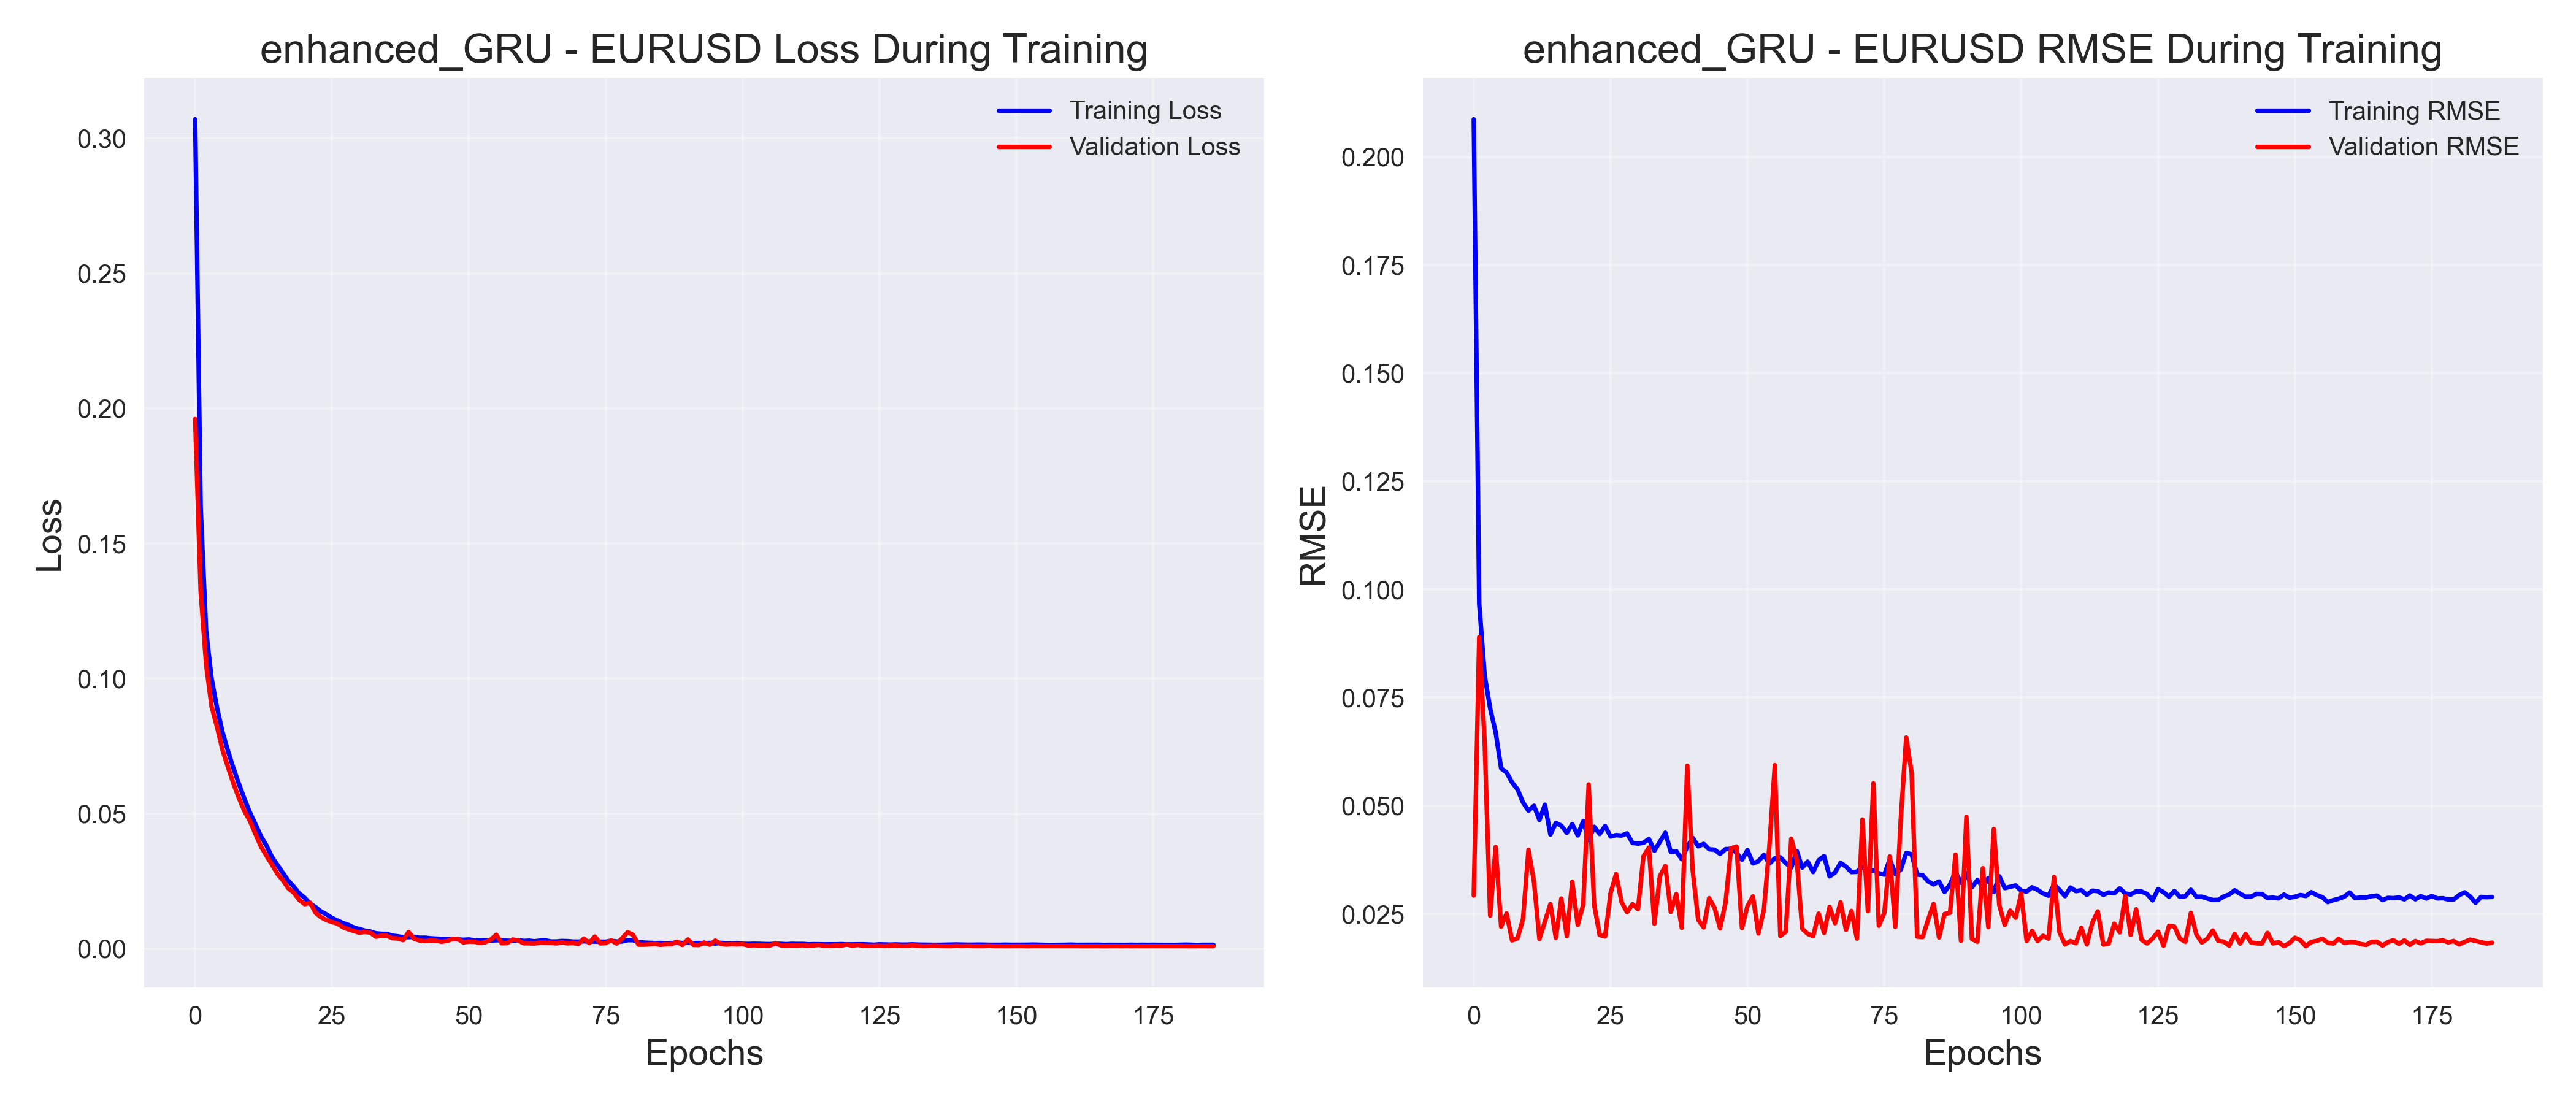 enhanced_GRU - EURUSD Loss During Training
Training Loss
Validation Loss
0.30
0.25
0.20
0.15
0.10
0.05
0.00
Loss
0 25 50 75 100 125 150 175
Epochs
enhanced_GRU - EURUSD RMSE During Training
Training RMSE
Validation RMSE
0.200
0.175
0.150
0.125
0.100
0.075
0.050
0.025
RMSE
0 25 50 75 100 125 150 175
Epochs